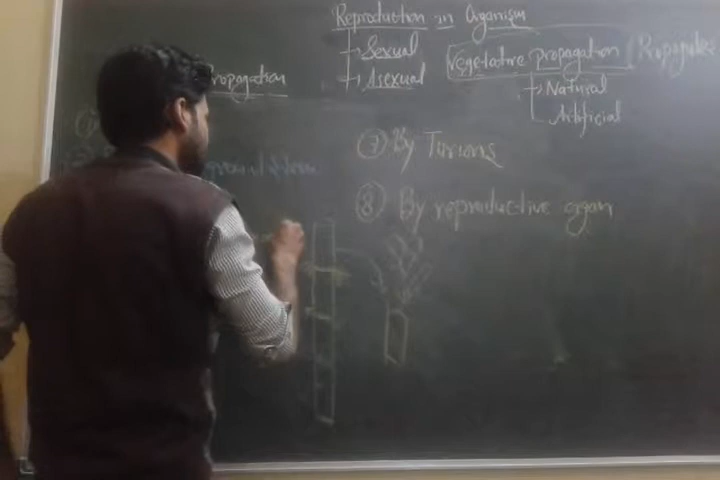 Reproduction in Organism
Sexual
Asexual
Vegetative propagation
Natural
Artificial
Propagation
⑦ By Turions
⑧ By reproductive organ